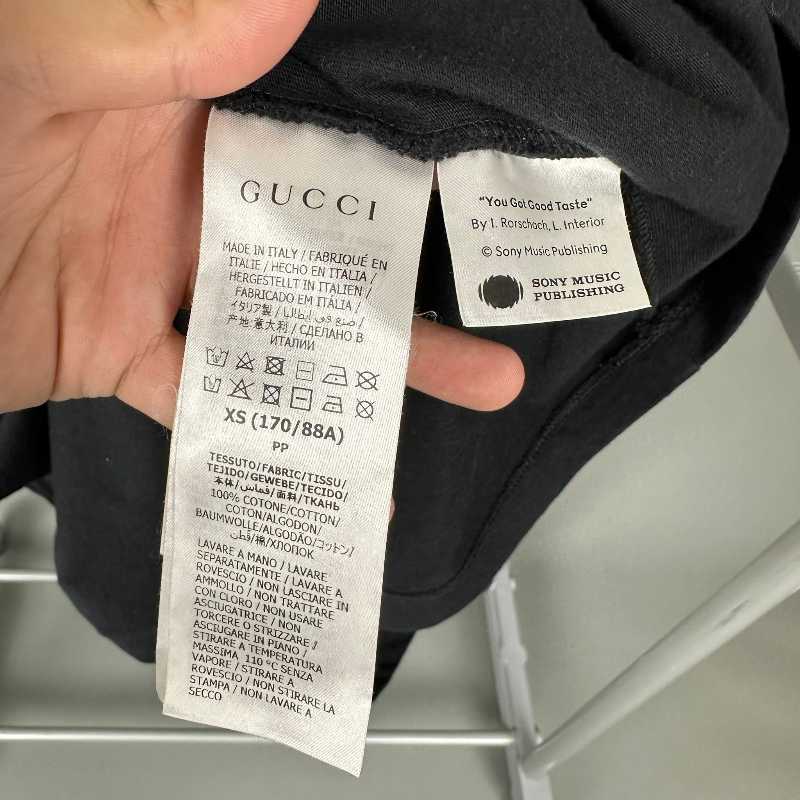 GUCCI
MADE IN ITALY / FABRIQUÉ EN
ITALIE / HECHO EN ITALIA /
HERGESTELLT IN ITALIEN /
FABRICADO EM ITÁLIA /
イタリア製 / صنع في إيطاليا /
产地:意大利 / СДЕЛАНО В
ИТАЛИИ
XS (170/88A)
PP
TESSUTO/FABRIC/TISSU/
TEJIDO/GEWEBE/TECIDO/
本体/قماش/面料/ТКАНЬ
100% COTONE/COTTON/
COTON/ALGODON/
BAUMWOLLE/ALGODÃO/コットン/
قطن/棉/ХЛОПОК
LAVARE A MANO / LAVARE
SEPARATAMENTE / LAVARE A
ROVESCIO / NON LASCIARE IN
AMMOLLO / NON TRATTARE
CON CLORO / NON USARE
ASCIUGATRICE / NON
TORCERE O STRIZZARE /
ASCIUGARE IN PIANO /
STIRARE A TEMPERATURA
MASSIMA 110 °C SENZA
VAPORE / STIRARE A
ROVESCIO / NON STIRARE LA
STAMPA / NON LAVARE A
SECCO
"You Got Good Taste"
By I. Rorschach, L. Interior
© Sony Music Publishing
SONY MUSIC
PUBLISHING